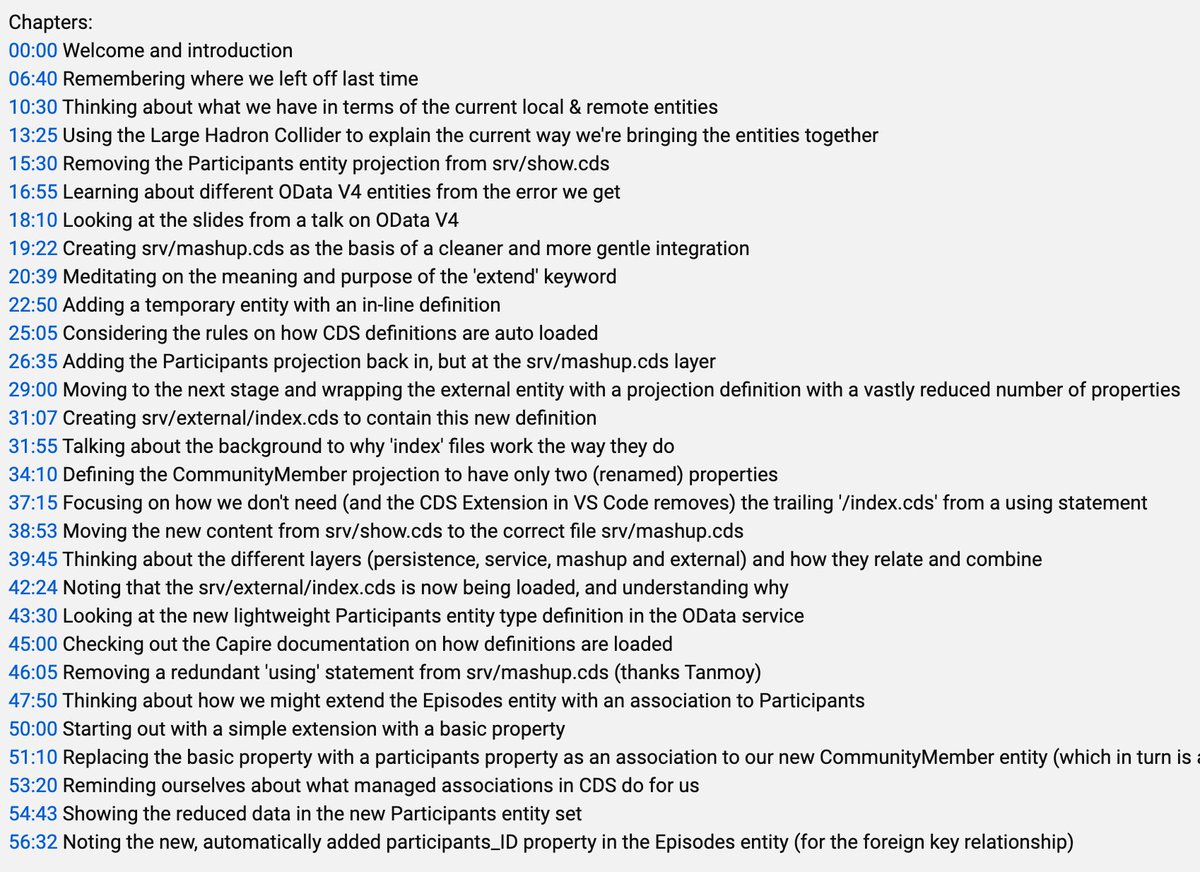 Chapters:
00:00 Welcome and introduction
06:40 Remembering where we left off last time
10:30 Thinking about what we have in terms of the current local & remote entities
13:25 Using the Large Hadron Collider to explain the current way we're bringing the entities together
15:30 Removing the Participants entity projection from srv/show.cds
16:55 Learning about different OData V4 entities from the error we get
18:10 Looking at the slides from a talk on OData V4
19:22 Creating srv/mashup.cds as the basis of a cleaner and more gentle integration
20:39 Meditating on the meaning and purpose of the 'extend' keyword
22:50 Adding a temporary entity with an in-line definition
25:05 Considering the rules on how CDS definitions are auto loaded
26:35 Adding the Participants projection back in, but at the srv/mashup.cds layer
29:00 Moving to the next stage and wrapping the external entity with a projection definition with a vastly reduced number of properties
31:07 Creating srv/external/index.cds to contain this new definition
31:55 Talking about the background to why 'index' files work the way they do
34:10 Defining the CommunityMember projection to have only two (renamed) properties
37:15 Focusing on how we don't need (and the CDS Extension in VS Code removes) the trailing '/index.cds' from a using statement
38:53 Moving the new content from srv/show.cds to the correct file srv/mashup.cds
39:45 Thinking about the different layers (persistence, service, mashup and external) and how they relate and combine
42:24 Noting that the srv/external/index.cds is now being loaded, and understanding why
43:30 Looking at the new lightweight Participants entity type definition in the OData service
45:00 Checking out the Capire documentation on how definitions are loaded
46:05 Removing a redundant 'using' statement from srv/mashup.cds (thanks Tanmoy)
47:50 Thinking about how we might extend the Episodes entity with an association to Participants
50:00 Starting out with a simple extension with a basic property
51:10 Replacing the basic property with a participants property as an association to our new CommunityMember entity (which in turn is
53:20 Reminding ourselves about what managed associations in CDS do for us
54:43 Showing the reduced data in the new Participants entity set
56:32 Noting the new, automatically added participants_ID property in the Episodes entity (for the foreign key relationship)